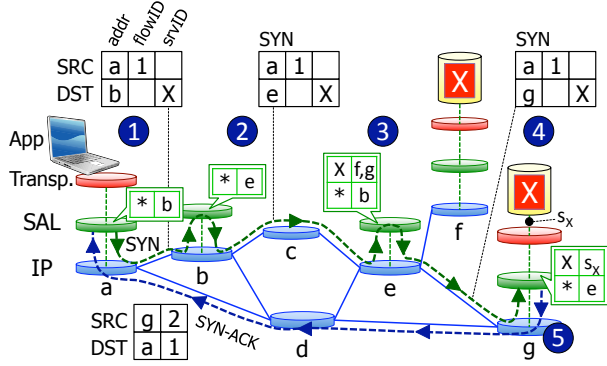 addr flowID srvID
SRC a 1
DST b X
SYN
a 1
e X
SYN
a 1
g X
X
1
2
3
4
App
Transp.
SAL
IP
* b
* e
X f,g
* b
X
s_X
X s_X
* e
SYN
a
b
c
e
f
d
g
5
SRC g 2
DST a 1
SYN-ACK